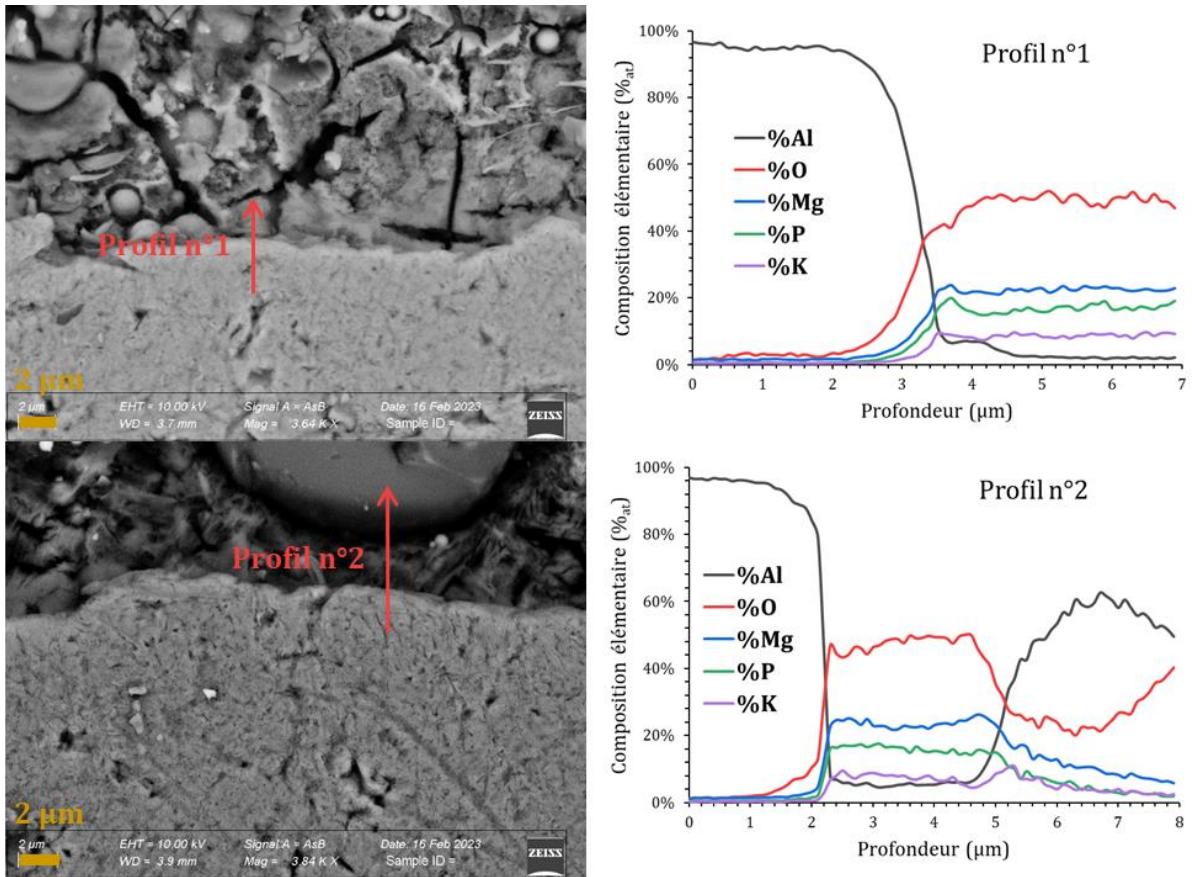 Profil n°1
2 µm
2 µm
EHT = 10.00 kV
WD = 3.7 mm
Signal A = AsB
Mag = 3.64 K X
Date: 16 Feb 2023
Sample ID =
ZEISS
Profil n°1
Composition élémentaire (%at)
100%
80%
60%
40%
20%
0%
%Al
%O
%Mg
%P
%K
0 1 2 3 4 5 6 7
Profondeur (µm)
Profil n°2
2 µm
2 µm
EHT = 10.00 kV
WD = 3.9 mm
Signal A = AsB
Mag = 3.84 K X
Date: 16 Feb 2023
Sample ID =
ZEISS
Profil n°2
Composition élémentaire (%at)
100%
80%
60%
40%
20%
0%
%Al
%O
%Mg
%P
%K
0 1 2 3 4 5 6 7 8
Profondeur (µm)